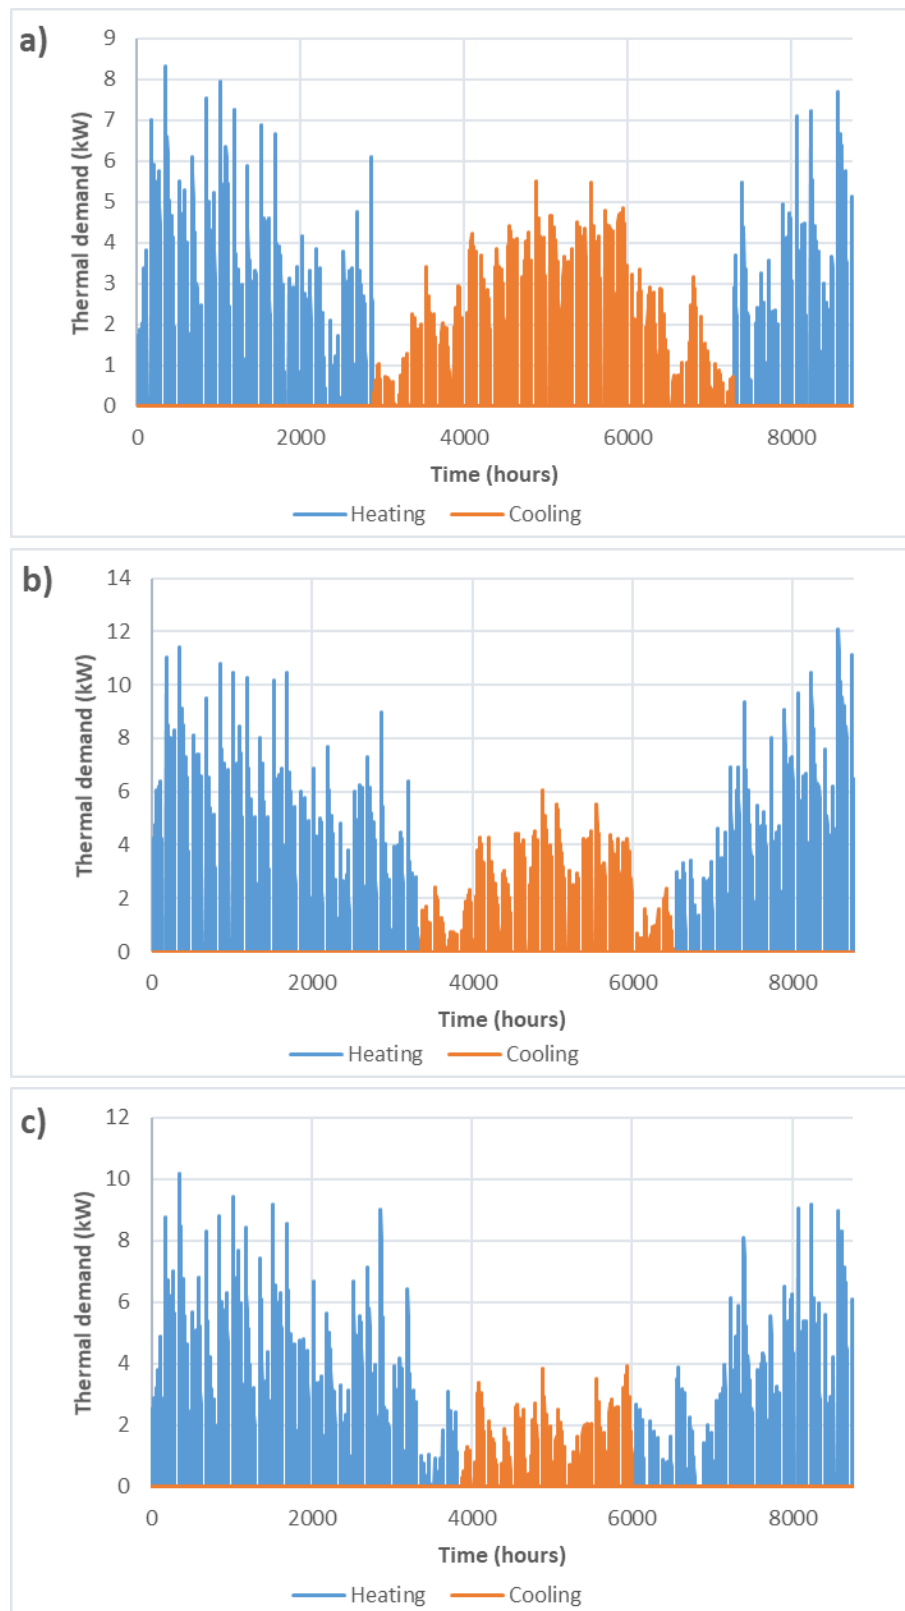 a)
Thermal demand (kW)
9
8
7
6
5
4
3
2
1
0
0 2000 4000 6000 8000
Time (hours)
Heating Cooling
b)
Thermal demand (kW)
14
12
10
8
6
4
2
0
0 2000 4000 6000 8000
Time (hours)
Heating Cooling
c)
Thermal demand (kW)
12
10
8
6
4
2
0
0 2000 4000 6000 8000
Time (hours)
Heating Cooling